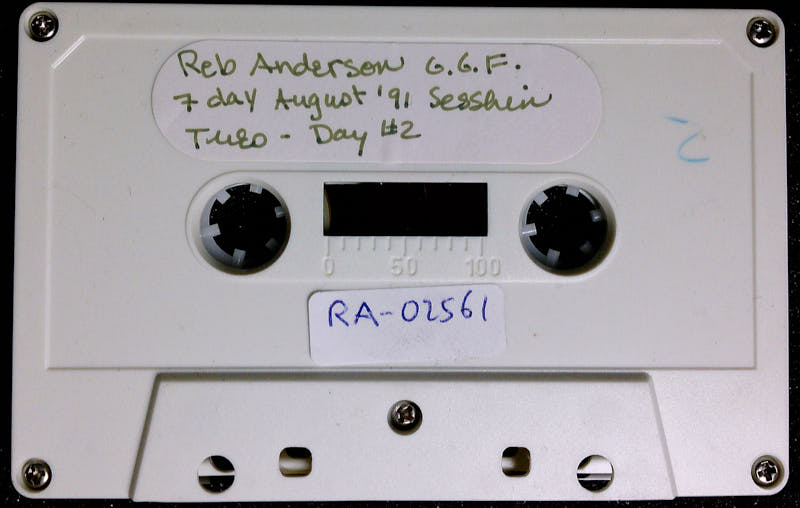 Reb Anderson G.G.F.
7 day August '91 Sesshin
Tues - Day #2
0 50 100
RA-02561